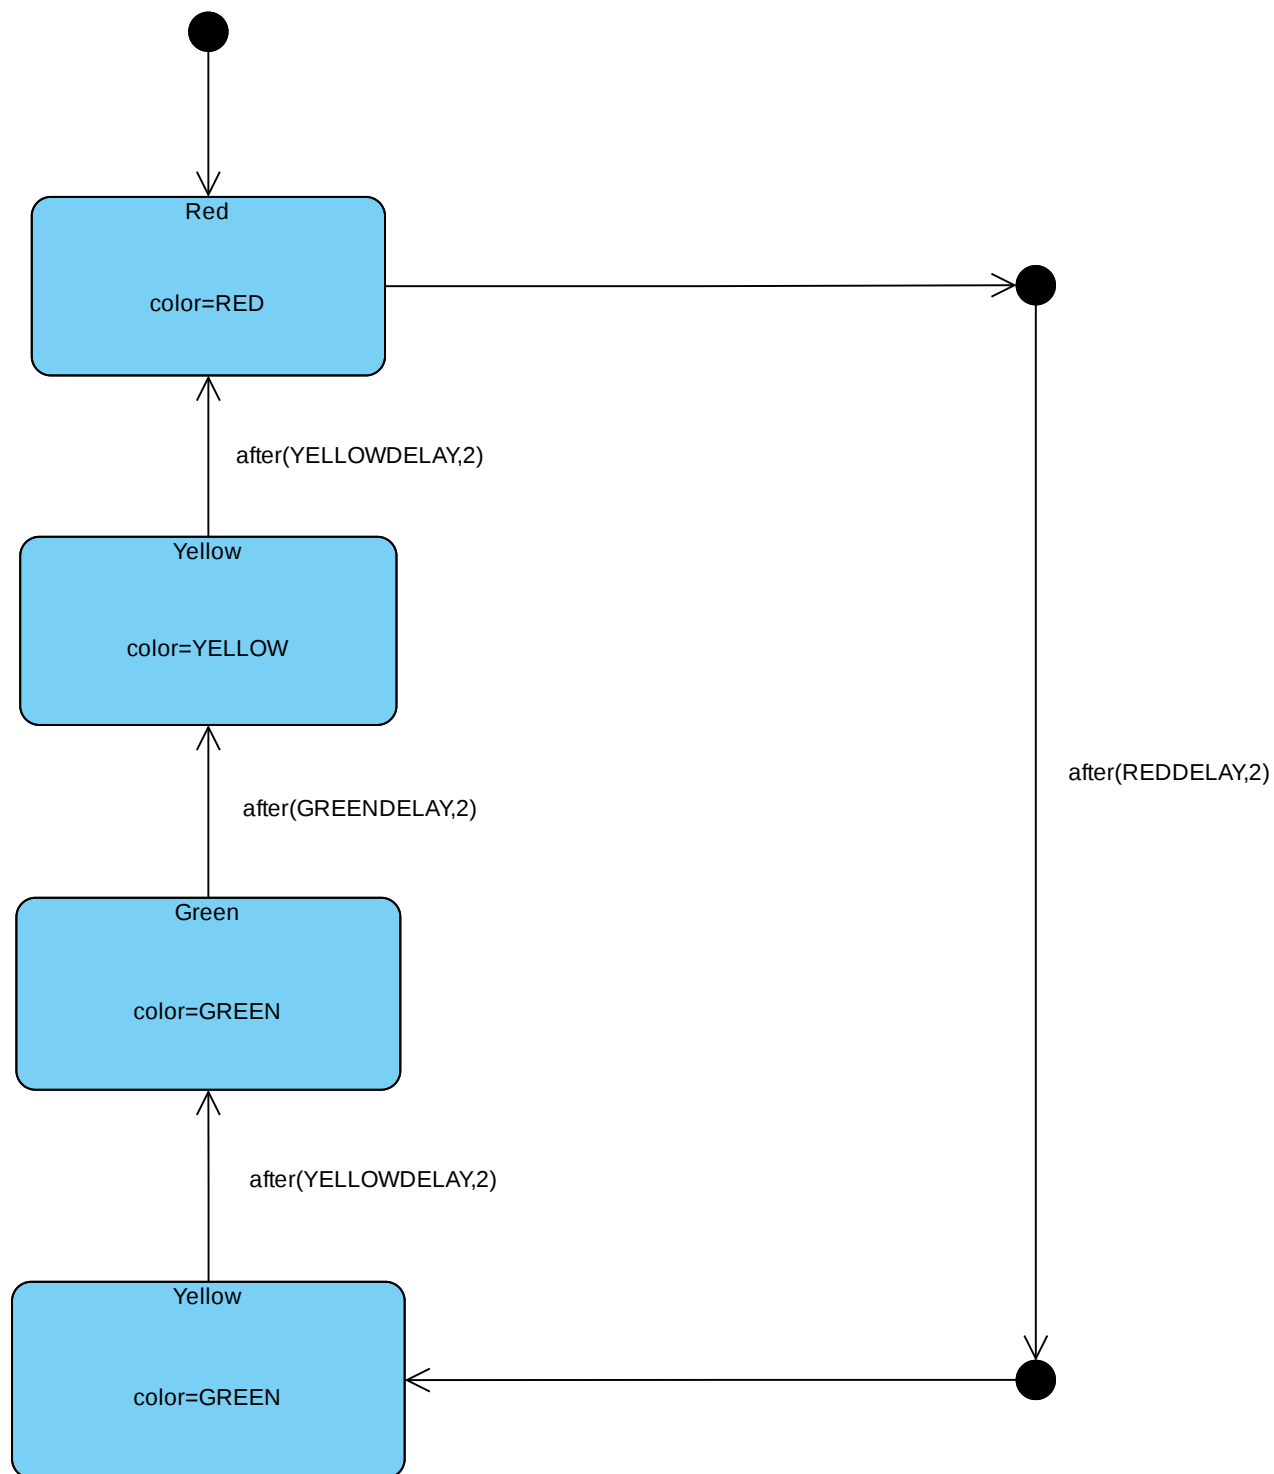 Red
color=RED
after(YELLOWDELAY,2)
Yellow
color=YELLOW
after(REDDELAY,2)
after(GREENDELAY,2)
Green
color=GREEN
after(YELLOWDELAY,2)
Yellow
color=GREEN